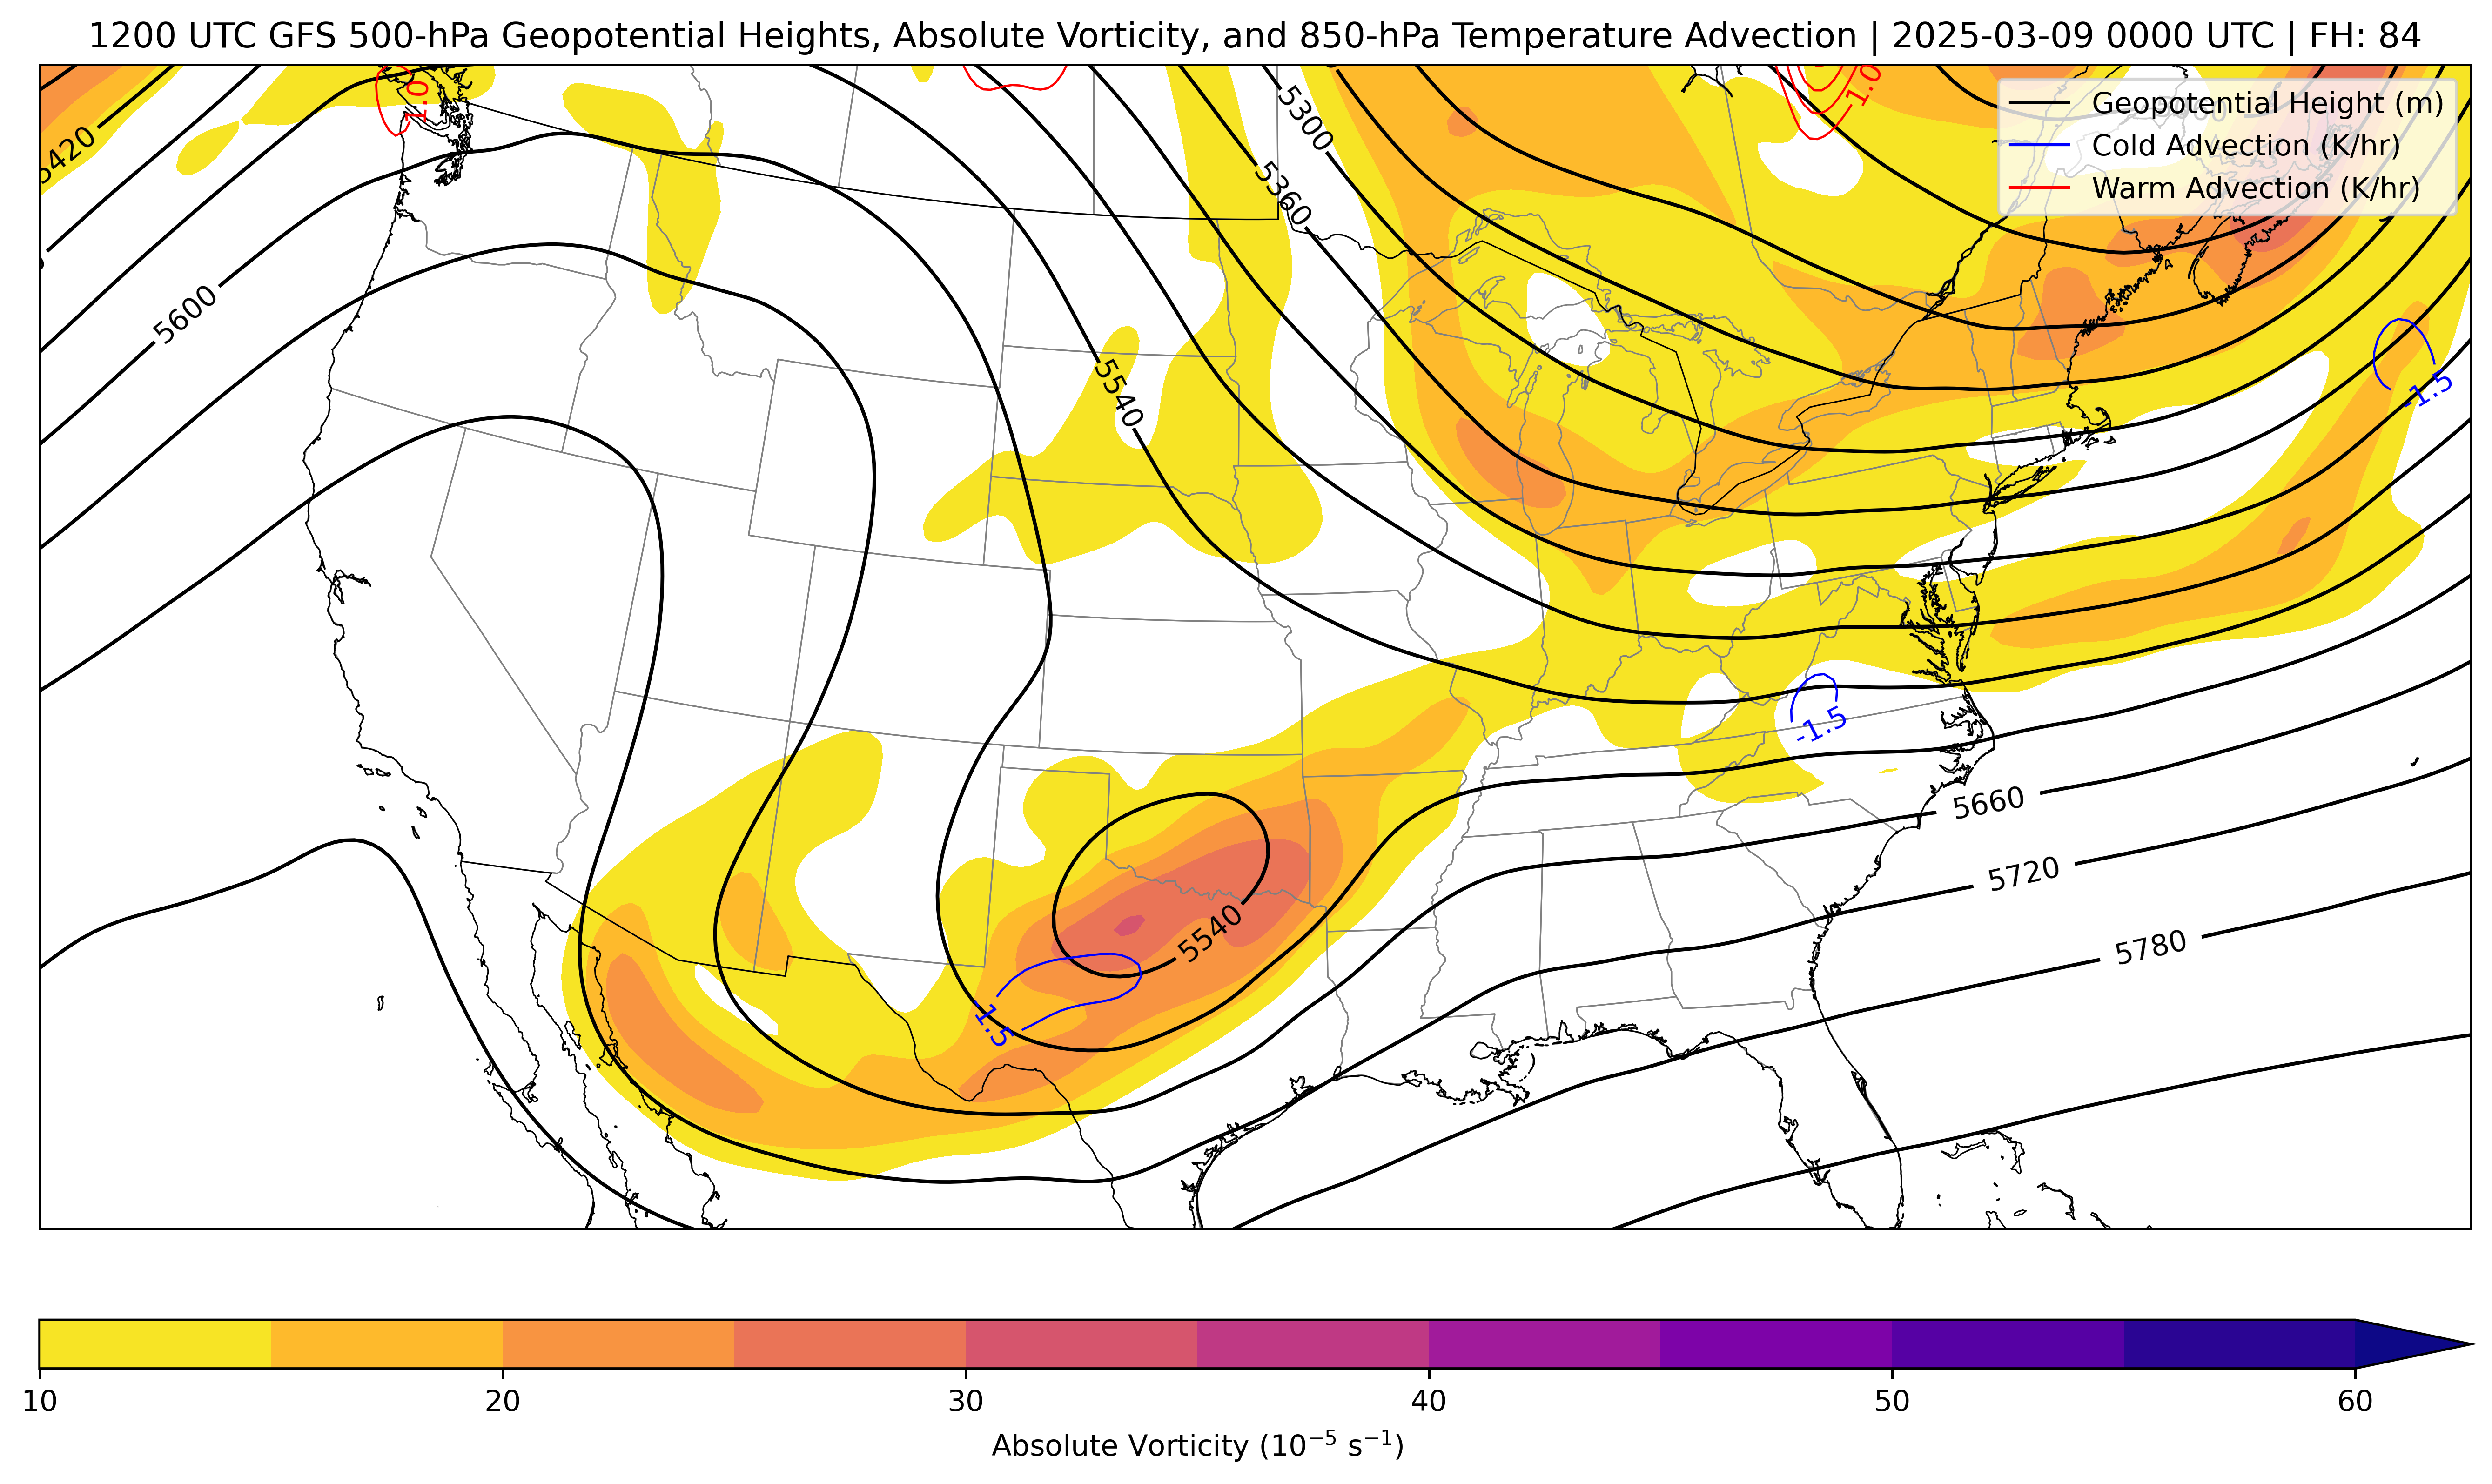 1200 UTC GFS 500-hPa Geopotential Heights, Absolute Vorticity, and 850-hPa Temperature Advection | 2025-03-09 0000 UTC | FH: 84
Geopotential Height (m)
Cold Advection (K/hr)
Warm Advection (K/hr)
1.0
1.0
5420
5300
5360
5600
5540
-1.5
-1.5
5660
5720
5780
5540
-1.5
10 20 30 40 50 60
Absolute Vorticity (10⁻⁵ s⁻¹)